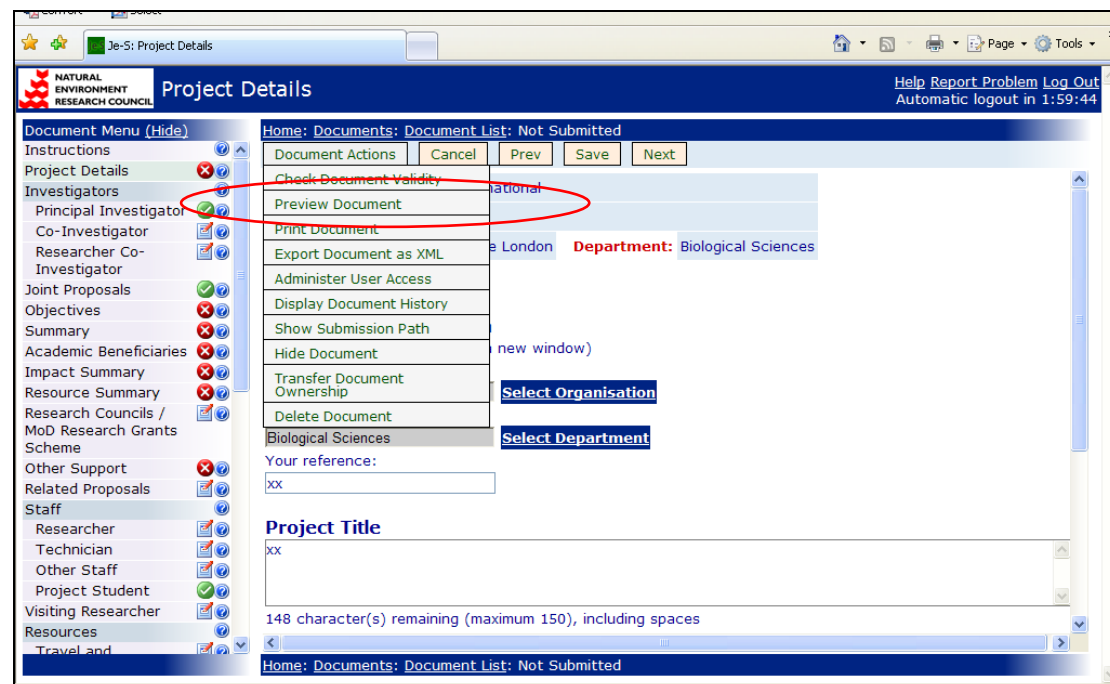 Je-S: Project Details
Page
Tools
NATURAL
ENVIRONMENT
RESEARCH COUNCIL
Project Details
Help Report Problem Log Out
Automatic logout in 1:59:44
Document Menu (Hide)
Instructions
Project Details
Investigators
Principal Investigator
Co-Investigator
Researcher Co-
Investigator
Joint Proposals
Objectives
Summary
Academic Beneficiaries
Impact Summary
Resource Summary
Research Councils /
MoD Research Grants
Scheme
Other Support
Related Proposals
Staff
Researcher
Technician
Other Staff
Project Student
Visiting Researcher
Resources
Travel and
Home: Documents: Document List: Not Submitted
Document Actions Cancel Prev Save Next
Check Document Validity
Preview Document
Print Document
Export Document as XML
Administer User Access
Display Document History
Show Submission Path
Hide Document
Transfer Document
Ownership
Delete Document
national
e London Department: Biological Sciences
new window)
Select Organisation
Biological Sciences Select Department
Your reference:
xx
Project Title
xx
148 character(s) remaining (maximum 150), including spaces
Home: Documents: Document List: Not Submitted